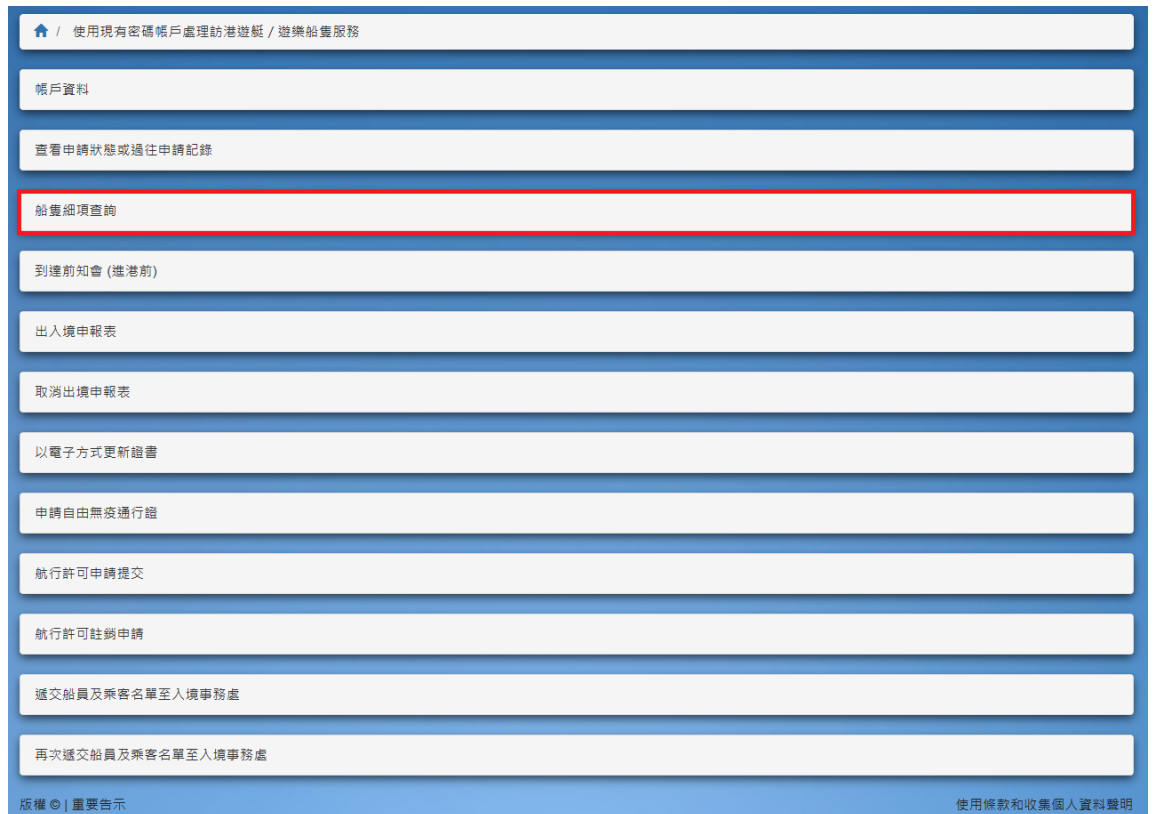 / 使用現有密碼帳戶處理訪港遊艇 / 遊樂船隻服務
帳戶資料
查看申請狀態或過往申請記錄
船隻細項查詢
到達前知會 (進港前)
出入境申報表
取消出境申報表
以電子方式更新證書
申請自由無疫通行證
航行許可申請提交
航行許可註銷申請
遞交船員及乘客名單至入境事務處
再次遞交船員及乘客名單至入境事務處
版權 © | 重要告示
使用條款和收集個人資料聲明